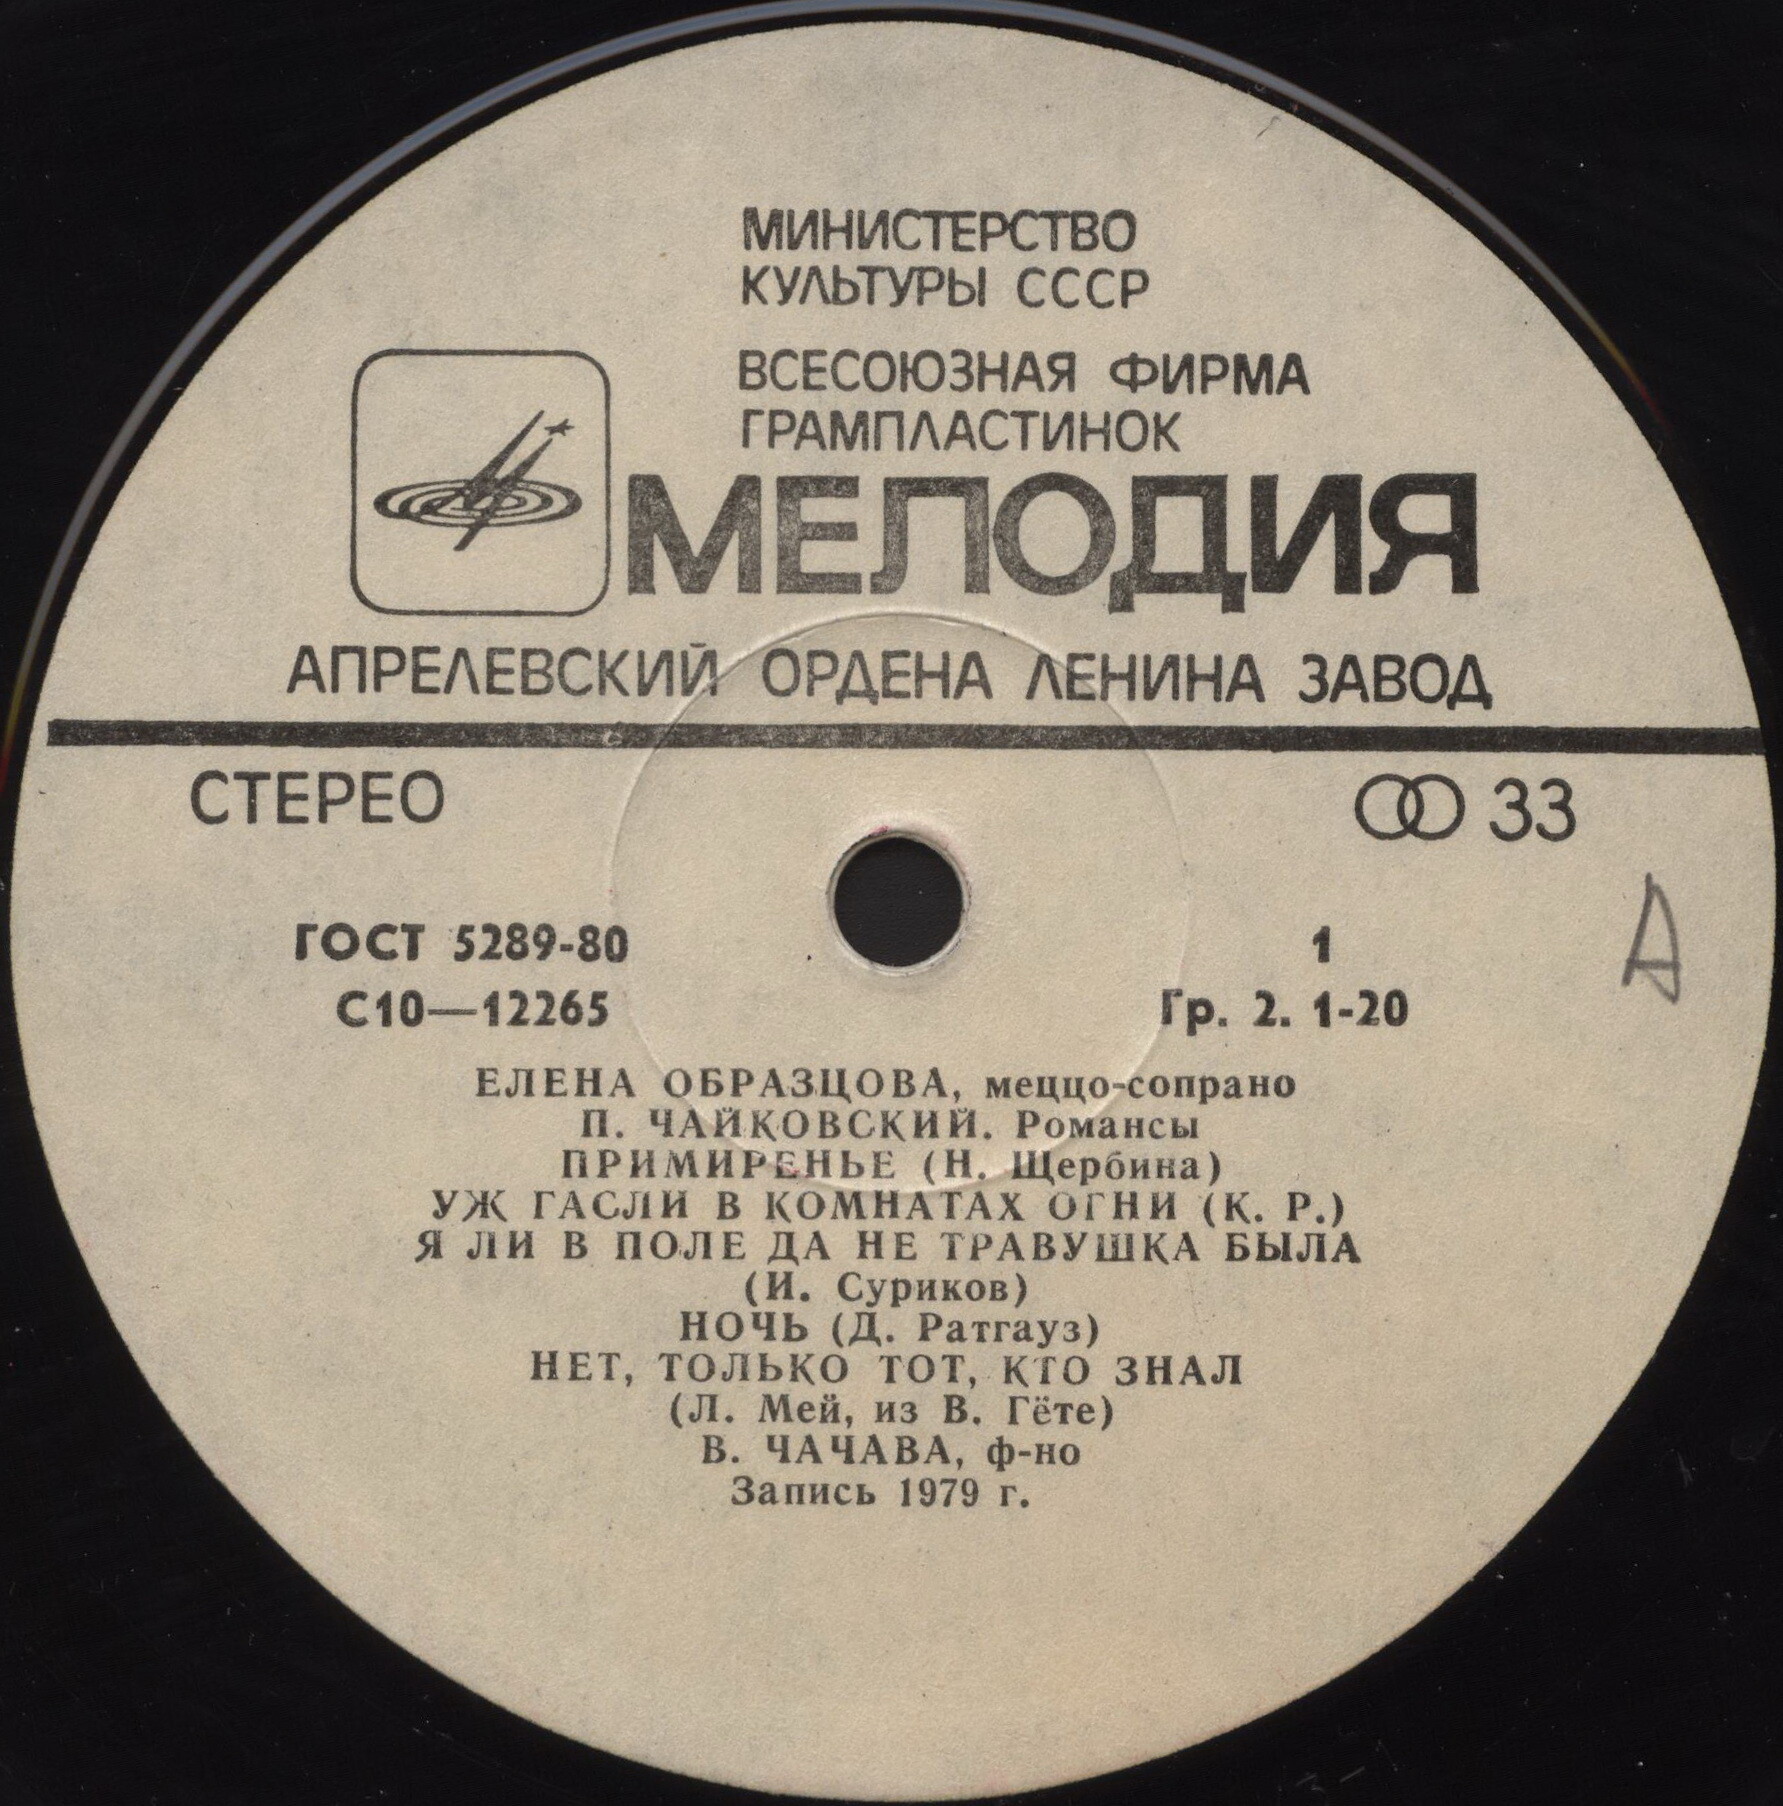 МИНИСТЕРСТВО
КУЛЬТУРЫ СССР
ВСЕСОЮЗНАЯ ФИРМА
ГРАМПЛАСТИНОК
МЕЛОДИЯ
АПРЕЛЕВСКИЙ ОРДЕНА ЛЕНИНА ЗАВОД
СТЕРЕО 33
ГОСТ 5289-80 1
А
С10—12265 Гр. 2. 1-20
ЕЛЕНА ОБРАЗЦОВА, меццо-сопрано
П. ЧАЙКОВСКИЙ. Романсы
ПРИМИРЕНЬЕ (Н. Щербина)
УЖ ГАСЛИ В КОМНАТАХ ОГНИ (К. Р.)
Я ЛИ В ПОЛЕ ДА НЕ ТРАВУШКА БЫЛА
(И. Суриков)
НОЧЬ (Д. Ратгауз)
НЕТ, ТОЛЬКО ТОТ, КТО ЗНАЛ
(Л. Мей, из В. Гёте)
В. ЧАЧАВА, ф-но
Запись 1979 г.